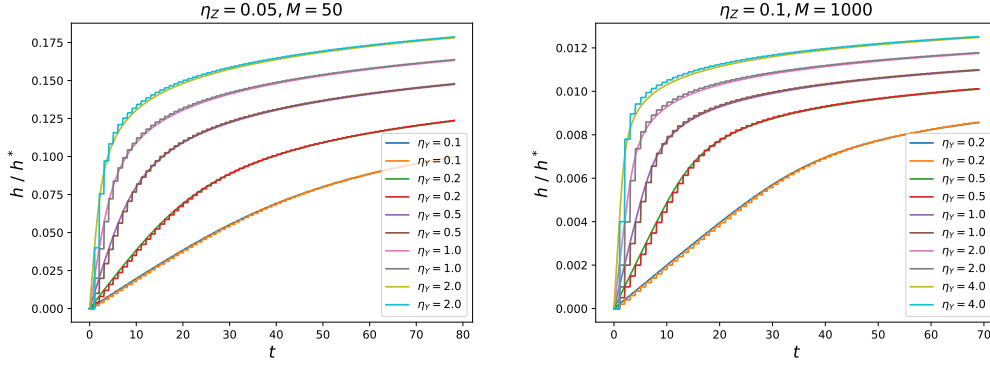 η_Z = 0.05, M = 50
h / h*
0.175
0.150
0.125
0.100
0.075
0.050
0.025
0.000
η_Y = 0.1
η_Y = 0.1
η_Y = 0.2
η_Y = 0.2
η_Y = 0.5
η_Y = 0.5
η_Y = 1.0
η_Y = 1.0
η_Y = 2.0
η_Y = 2.0
0 10 20 30 40 50 60 70 80
t
η_Z = 0.1, M = 1000
h / h*
0.012
0.010
0.008
0.006
0.004
0.002
0.000
η_Y = 0.2
η_Y = 0.2
η_Y = 0.5
η_Y = 0.5
η_Y = 1.0
η_Y = 1.0
η_Y = 2.0
η_Y = 2.0
η_Y = 4.0
η_Y = 4.0
0 10 20 30 40 50 60 70
t